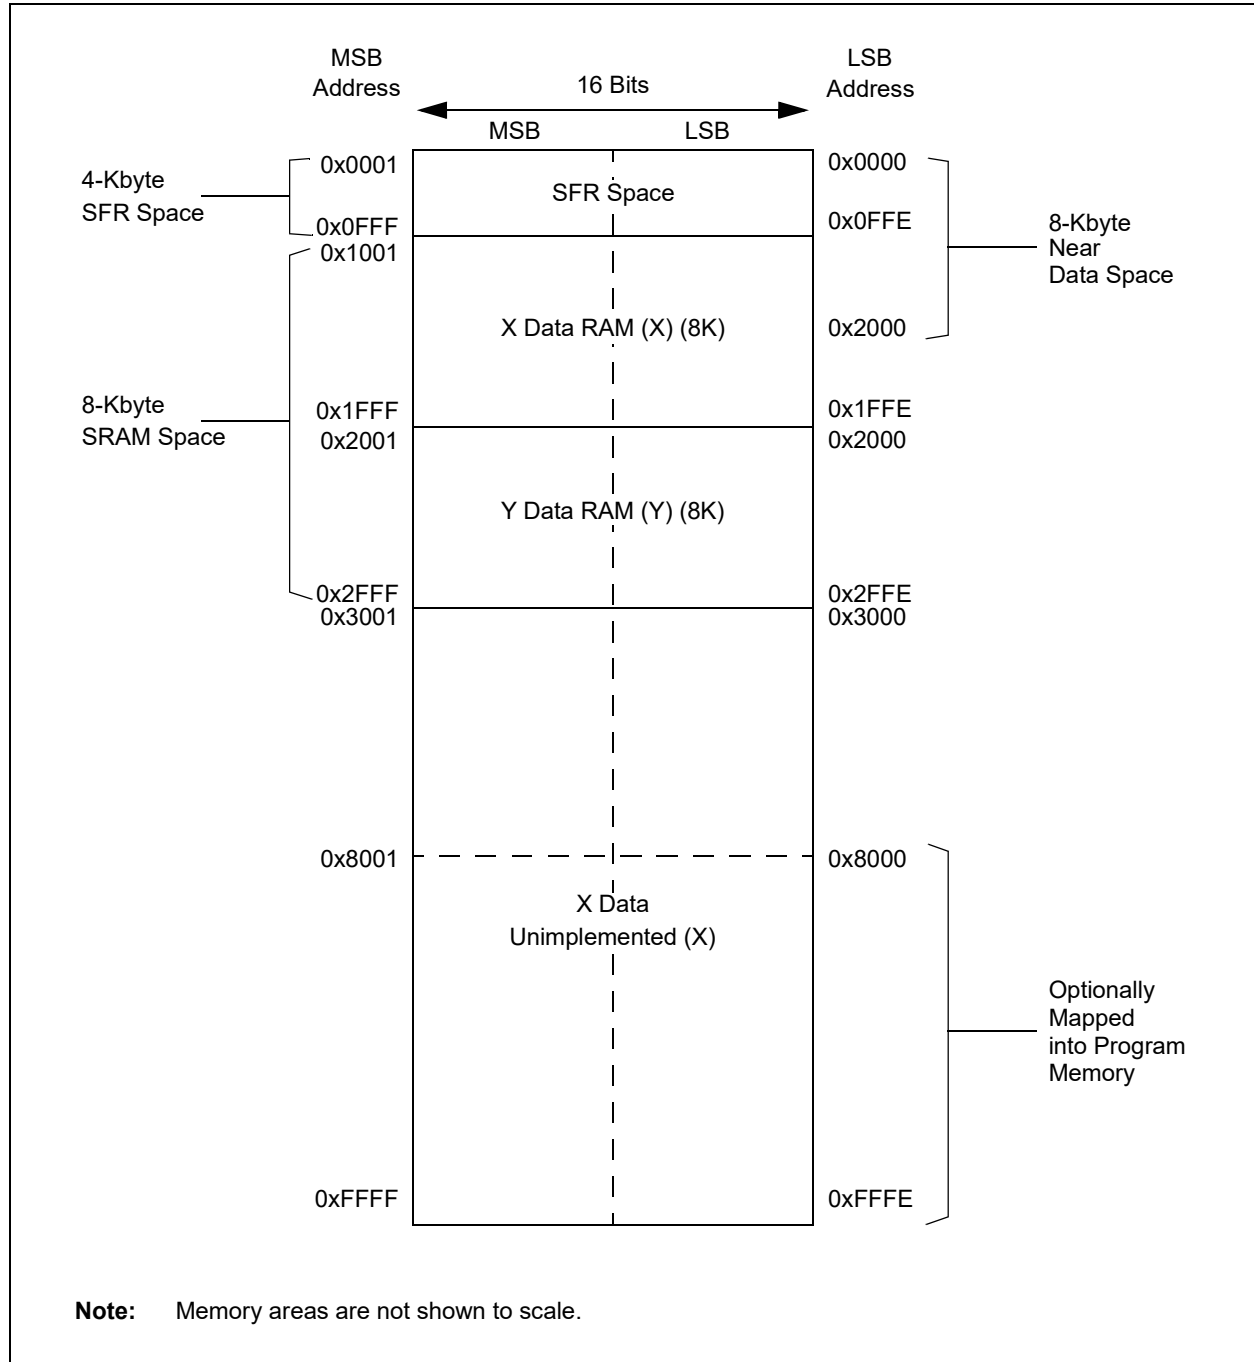 MSB
Address
LSB
Address
16 Bits
MSB
LSB
0x0001
0x0000
4-Kbyte
SFR Space
SFR Space
0x0FFF
0x0FFE
8-Kbyte
Near
Data Space
0x1001
X Data RAM (X) (8K)
0x2000
8-Kbyte
SRAM Space
0x1FFF
0x1FFE
0x2001
0x2000
Y Data RAM (Y) (8K)
0x2FFF
0x2FFE
0x3001
0x3000
0x8001
0x8000
X Data
Unimplemented (X)
Optionally
Mapped
into Program
Memory
0xFFFF
0xFFFE
Note: Memory areas are not shown to scale.